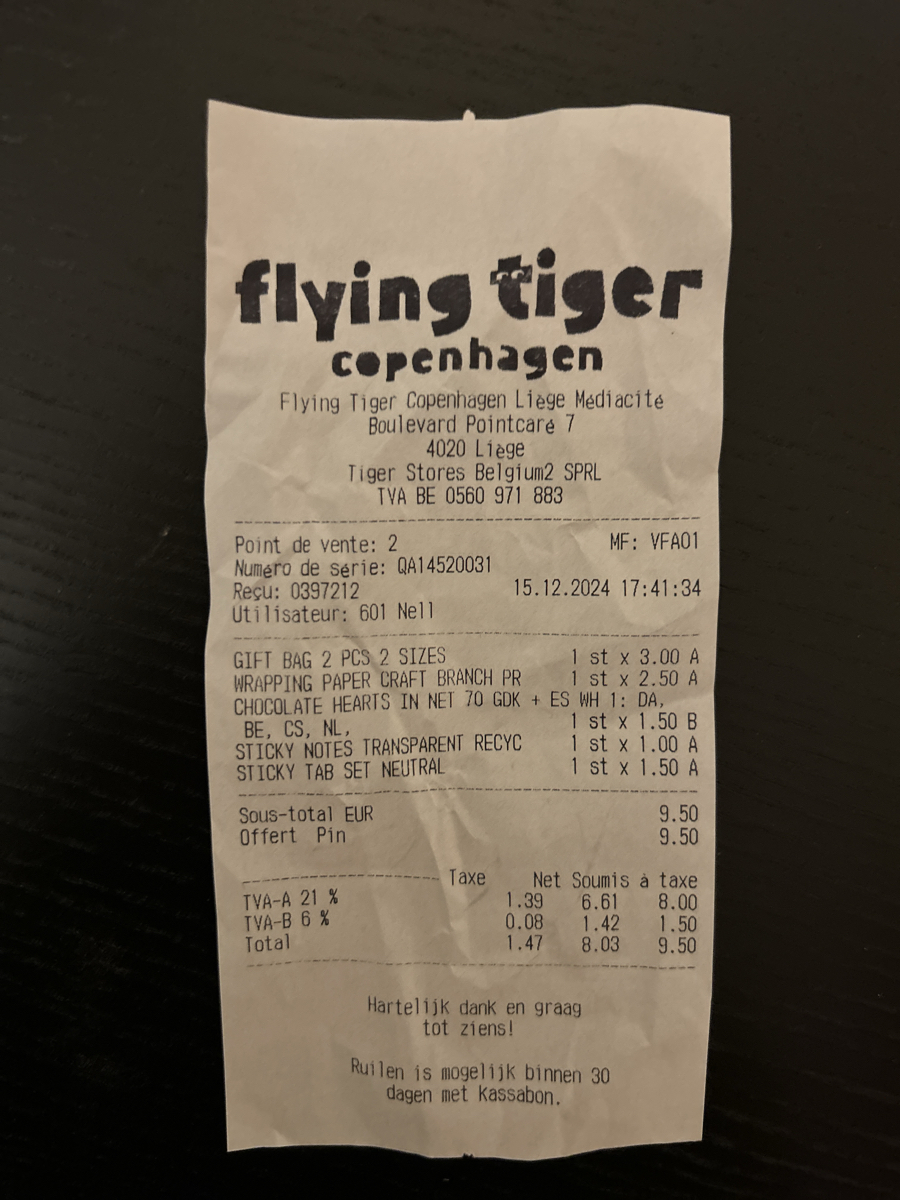 flying tiger
copenhagen
Flying Tiger Copenhagen Liège Médiacité
Boulevard Pointcaré 7
4020 Liège
Tiger Stores Belgium2 SPRL
TVA BE 0560 971 883
Point de vente: 2 MF: VFA01
Numéro de série: QA14520031
Reçu: 0397212 15.12.2024 17:41:34
Utilisateur: 601 Nell
GIFT BAG 2 PCS 2 SIZES 1 st x 3.00 A
WRAPPING PAPER CRAFT BRANCH PR 1 st x 2.50 A
CHOCOLATE HEARTS IN NET 70 GDK + ES WH 1: DA,
BE, CS, NL, 1 st x 1.50 B
STICKY NOTES TRANSPARENT RECYC 1 st x 1.00 A
STICKY TAB SET NEUTRAL 1 st x 1.50 A
Sous-total EUR 9.50
Offert Pin 9.50
Taxe Net Soumis à taxe
TVA-A 21 % 1.39 6.61 8.00
TVA-B 6 % 0.08 1.42 1.50
Total 1.47 8.03 9.50
Hartelijk dank en graag
tot ziens!
Ruilen is mogelijk binnen 30
dagen met kassabon.